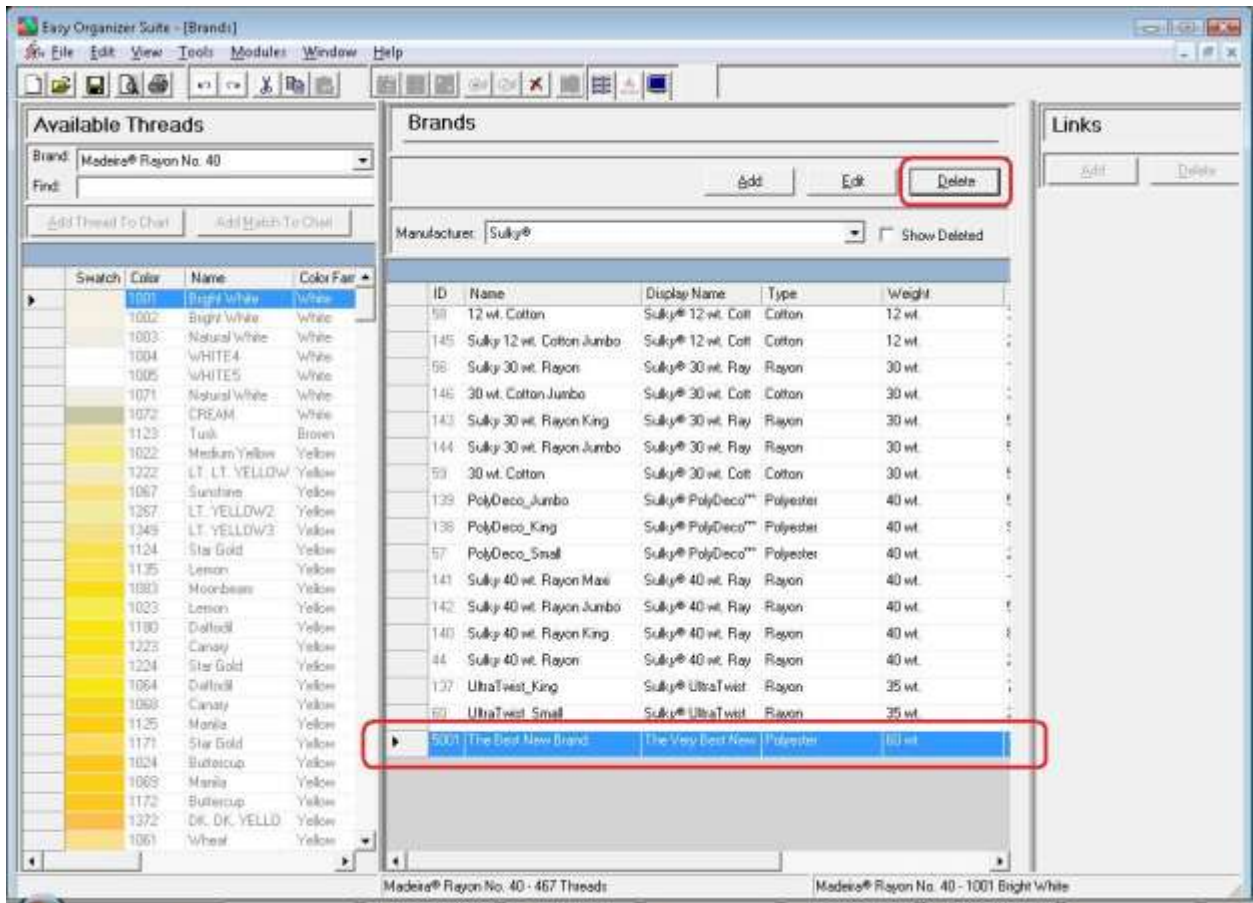 Easy Organizer Suite - [Brands]
File Edit View Tools Modules Window Help
Available Threads
Brand: Madeira® Rayon No. 40
Find:
Add Thread To Chart Add Match To Chart
Swatch Color Name Color Fam
1001 Bright White White
1002 Bright White White
1003 Natural White White
1004 WHITE4 White
1005 WHITE5 White
1071 Natural White White
1072 CREAM White
1123 Tusk Brown
1022 Medium Yellow Yellow
1222 LT. LT. YELLOW Yellow
1067 Sunshine Yellow
1267 LT. YELLOW2 Yellow
1349 LT. YELLOW3 Yellow
1124 Star Gold Yellow
1135 Lemon Yellow
1083 Moonbeam Yellow
1023 Lemon Yellow
1180 Daffodil Yellow
1223 Canary Yellow
1224 Star Gold Yellow
1064 Daffodil Yellow
1068 Canary Yellow
1125 Manila Yellow
1171 Star Gold Yellow
1024 Buttercup Yellow
1069 Manila Yellow
1172 Buttercup Yellow
1372 DK. DK. YELLO Yellow
1061 Wheat Yellow
Brands
Add Edit Delete
Manufacturer: Sulky® Show Deleted
ID Name Display Name Type Weight
58 12 wt. Cotton Sulky® 12 wt. Cott Cotton 12 wt.
145 Sulky 12 wt. Cotton Jumbo Sulky® 12 wt. Cott Cotton 12 wt.
56 Sulky 30 wt. Rayon Sulky® 30 wt. Ray Rayon 30 wt.
146 30 wt. Cotton Jumbo Sulky® 30 wt. Cott Cotton 30 wt.
143 Sulky 30 wt. Rayon King Sulky® 30 wt. Ray Rayon 30 wt.
144 Sulky 30 wt. Rayon Jumbo Sulky® 30 wt. Ray Rayon 30 wt.
59 30 wt. Cotton Sulky® 30 wt. Cott Cotton 30 wt.
139 PolyDeco_Jumbo Sulky® PolyDeco™ Polyester 40 wt.
138 PolyDeco_King Sulky® PolyDeco™ Polyester 40 wt.
57 PolyDeco_Small Sulky® PolyDeco™ Polyester 40 wt.
141 Sulky 40 wt. Rayon Maxi Sulky® 40 wt. Ray Rayon 40 wt.
142 Sulky 40 wt. Rayon Jumbo Sulky® 40 wt. Ray Rayon 40 wt.
140 Sulky 40 wt. Rayon King Sulky® 40 wt. Ray Rayon 40 wt.
44 Sulky 40 wt. Rayon Sulky® 40 wt. Ray Rayon 40 wt.
137 UltraTwist_King Sulky® UltraTwist Rayon 35 wt.
60 UltraTwist_Small Sulky® UltraTwist Rayon 35 wt.
5001 The Best New Brand The Very Best New Polyester 60 wt
Links
Add Delete
Madeira® Rayon No. 40 - 467 Threads
Madeira® Rayon No. 40 - 1001 Bright White